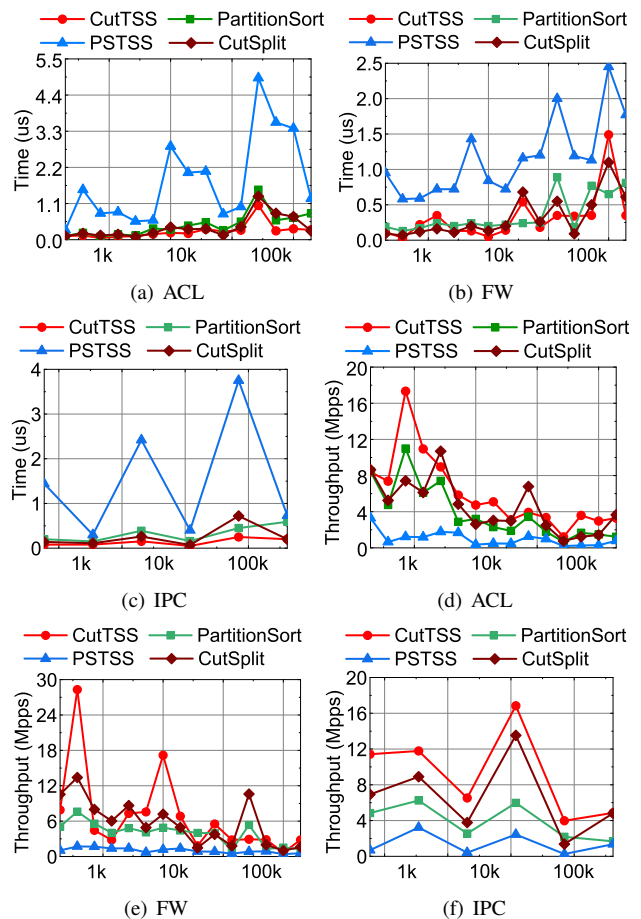 CutTSS PartitionSort
PSTSS CutSplit
Time (us)
5.5
4.4
3.3
2.2
1.1
0.0
1k 10k 100k
(a) ACL
CutTSS PartitionSort
PSTSS CutSplit
Time (us)
2.5
2.0
1.5
1.0
0.5
0.0
1k 10k 100k
(b) FW
CutTSS PartitionSort
PSTSS CutSplit
Time (us)
4
3
2
1
0
1k 10k 100k
(c) IPC
CutTSS PartitionSort
PSTSS CutSplit
Throughput (Mpps)
20
16
12
8
4
0
1k 10k 100k
(d) ACL
CutTSS PartitionSort
PSTSS CutSplit
Throughput (Mpps)
30
24
18
12
6
0
1k 10k 100k
(e) FW
CutTSS PartitionSort
PSTSS CutSplit
Throughput (Mpps)
20
16
12
8
4
0
1k 10k 100k
(f) IPC